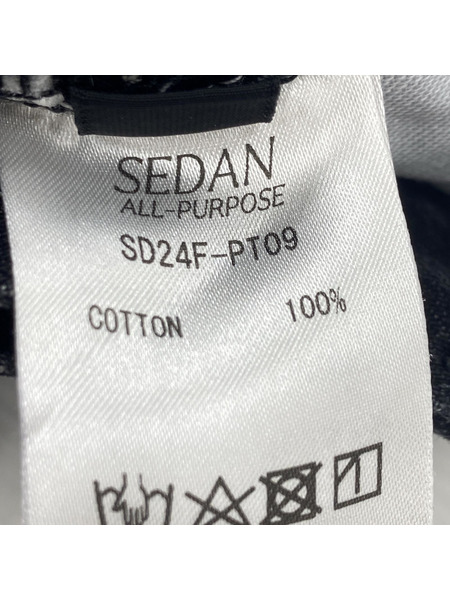 SEDAN
ALL-PURPOSE
SD24F-PT09
COTTON 100%